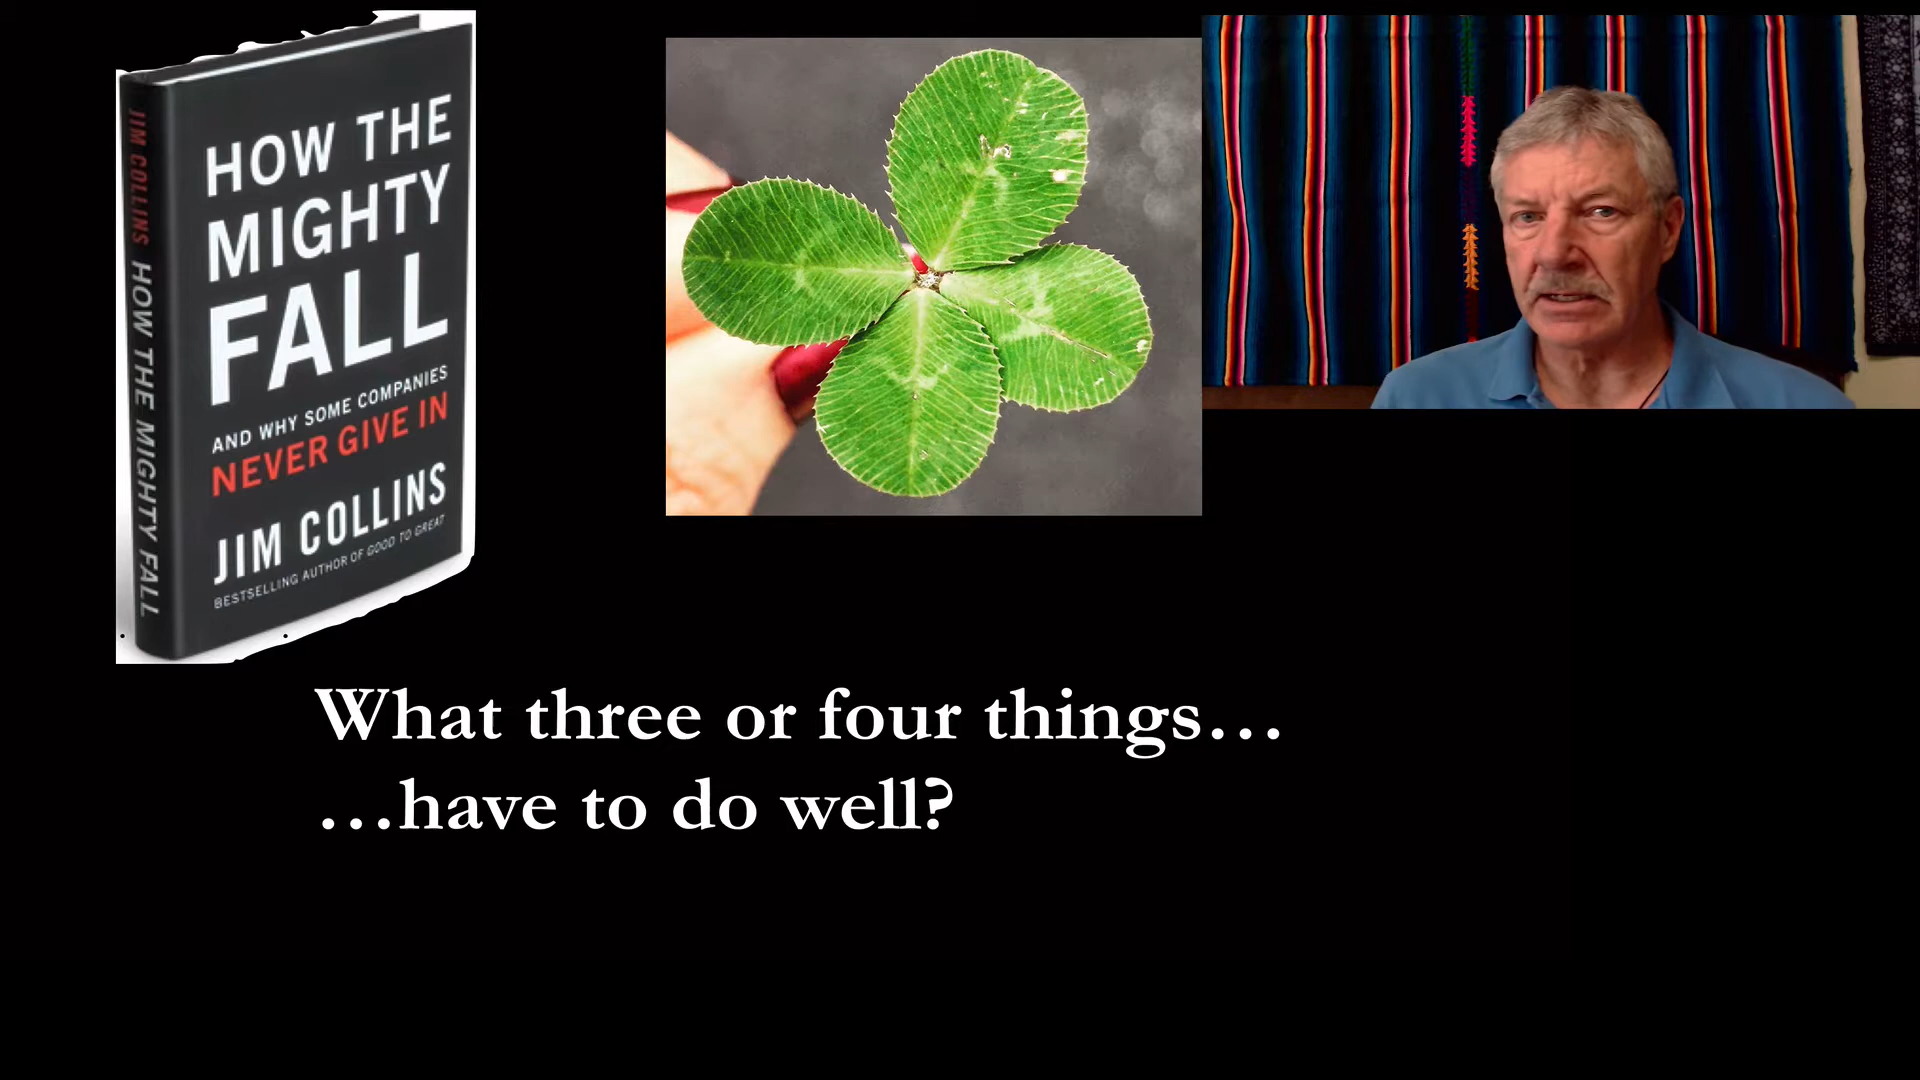 JIM COLLINS HOW THE MIGHTY FALL
HOW THE
MIGHTY
FALL
AND WHY SOME COMPANIES
NEVER GIVE IN
JIM COLLINS
BESTSELLING AUTHOR OF GOOD TO GREAT
What three or four things…
…have to do well?